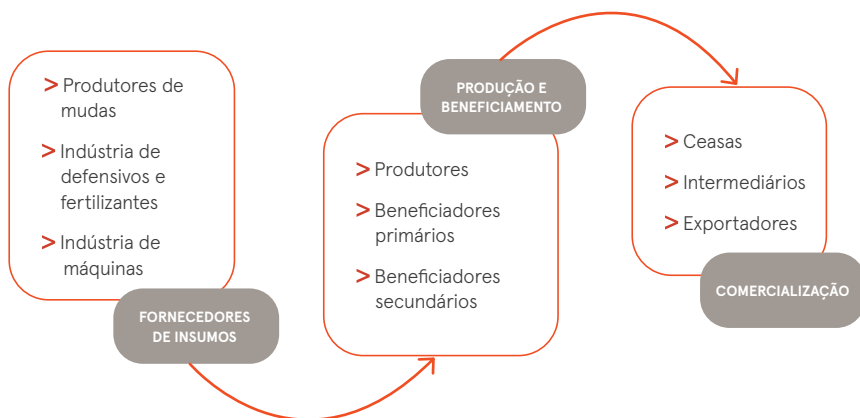 > Produtores de
mudas
> Indústria de
defensivos e
fertilizantes
> Indústria de
máquinas
FORNECEDORES
DE INSUMOS
PRODUÇÃO E
BENEFICIAMENTO
> Produtores
> Beneficiadores
primários
> Beneficiadores
secundários
> Ceasas
> Intermediários
> Exportadores
COMERCIALIZAÇÃO